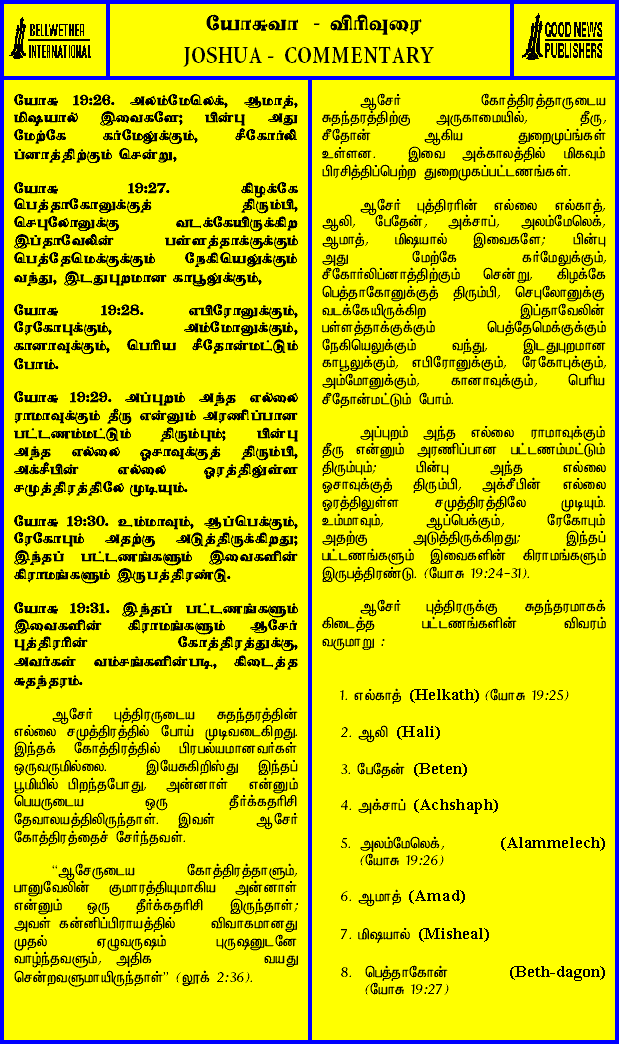 BELLWETHER
INTERNATIONAL
யோசுவா - விரிவுரை
JOSHUA - COMMENTARY
GOOD NEWS
PUBLISHERS
யோசு 19:26. அலம்மேலெக், ஆமாத்,
மிஷயால் இவைகளே; பின்பு அது
மேற்கே கர்மேலுக்கும், சீகோர்லி
ப்னாத்திற்கும் சென்று,
யோசு 19:27. கிழக்கே
பெத்தாகோனுக்குத் திரும்பி,
செபுலோனுக்கு வடக்கேயிருக்கிற
இப்தாவேலின் பள்ளத்தாக்குக்கும்
பெத்தேமெக்குக்கும் நேகியெலுக்கும்
வந்து, இடதுபுறமான காபூலுக்கும்,
யோசு 19:28. எபிரோனுக்கும்,
ரேகோபுக்கும், அம்மோனுக்கும்,
கானாவுக்கும், பெரிய சீதோன்மட்டும்
போம்.
யோசு 19:29. அப்புறம் அந்த எல்லை
ராமாவுக்கும் தீரு என்னும் அரணிப்பான
பட்டணம்மட்டும் திரும்பும்; பின்பு
அந்த எல்லை ஓசாவுக்குத் திரும்பி,
அக்சீபின் எல்லை ஓரத்திலுள்ள
சமுத்திரத்திலே முடியும்.
யோசு 19:30. உம்மாவும், ஆப்பெக்கும்,
ரேகோபும் அதற்கு அடுத்திருக்கிறது;
இந்தப் பட்டணங்களும் இவைகளின்
கிராமங்களும் இருபத்திரண்டு.
யோசு 19:31. இந்தப் பட்டணங்களும்
இவைகளின் கிராமங்களும் ஆசேர்
புத்திரரின் கோத்திரத்துக்கு,
அவர்கள் வம்சங்களின்படி, கிடைத்த
சுதந்தரம்.
ஆசேர் புத்திரருடைய சுதந்தரத்தின்
எல்லை சமுத்திரத்தில் போய் முடிவடைகிறது.
இந்தக் கோத்திரத்தில் பிரபல்யமானவர்கள்
ஒருவருமில்லை. இயேசுகிறிஸ்து இந்தப்
பூமியில் பிறந்தபோது, அன்னாள் என்னும்
பெயருடைய ஒரு தீர்க்கதரிசி
தேவாலயத்திலிருந்தாள். இவள் ஆசேர்
கோத்திரத்தைச் சேர்ந்தவள்.
“ஆசேருடைய கோத்திரத்தாளும்,
பானுவேலின் குமாரத்தியுமாகிய அன்னாள்
என்னும் ஒரு தீர்க்கதரிசி இருந்தாள்;
அவள் கன்னிப்பிராயத்தில் விவாகமானது
முதல் ஏழுவருஷம் புருஷனுடனே
வாழ்ந்தவளும், அதிக வயது
சென்றவளுமாயிருந்தாள்” (லூக் 2:36).
ஆசேர் கோத்திரத்தாருடைய
சுதந்தரத்திற்கு அருகாமையில், தீரு,
சீதோன் ஆகிய துறைமுப்ங்கள்
உள்ளன. இவை அக்காலத்தில் மிகவும்
பிரசித்திப்பெற்ற துறைமுகப்பட்டணங்கள்.
ஆசேர் புத்திரரின் எல்லை எல்காத்,
ஆலி, பேதேன், அக்சாப், அலம்மேலெக்,
ஆமாத், மிஷயால் இவைகளே; பின்பு
அது மேற்கே கர்மேலுக்கும்,
சீகோர்லிப்னாத்திற்கும் சென்று, கிழக்கே
பெத்தாகோனுக்குத் திரும்பி, செபுலோனுக்கு
வடக்கேயிருக்கிற இப்தாவேலின்
பள்ளத்தாக்குக்கும் பெத்தேமெக்குக்கும்
நேகியெலுக்கும் வந்து, இடதுபுறமான
காபூலுக்கும், எபிரோனுக்கும், ரேகோபுக்கும்,
அம்மோனுக்கும், கானாவுக்கும், பெரிய
சீதோன்மட்டும் போம்.
அப்புறம் அந்த எல்லை ராமாவுக்கும்
தீரு என்னும் அரணிப்பான பட்டணம்மட்டும்
திரும்பும்; பின்பு அந்த எல்லை
ஓசாவுக்குத் திரும்பி, அக்சீபின் எல்லை
ஓரத்திலுள்ள சமுத்திரத்திலே முடியும்.
உம்மாவும், ஆப்பெக்கும், ரேகோபும்
அதற்கு அடுத்திருக்கிறது; இந்தப்
பட்டணங்களும் இவைகளின் கிராமங்களும்
இருபத்திரண்டு. (யோசு 19:24-31).
ஆசேர் புத்திரருக்கு சுதந்தரமாகக்
கிடைத்த பட்டணங்களின் விவரம்
வருமாறு :
1. எல்காத் (Helkath) (யோசு 19:25)
2. ஆலி (Hali)
3. பேதேன் (Beten)
4. அக்சாப் (Achshaph)
5. அலம்மேலெக், (Alammelech)
(யோசு 19:26)
6. ஆமாத் (Amad)
7. மிஷயால் (Misheal)
8. பெத்தாகோன் (Beth-dagon)
(யோசு 19:27)